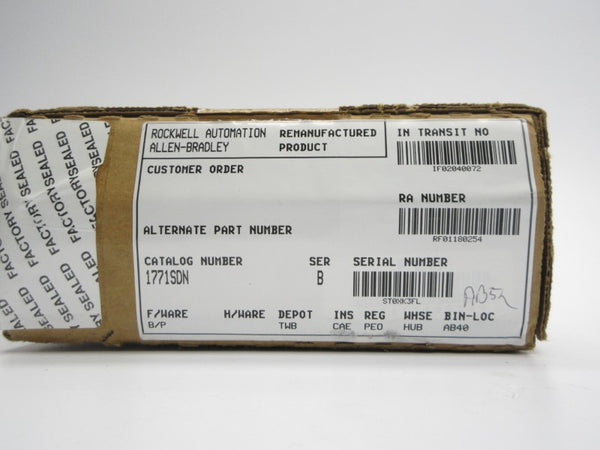 FACTORY SEALED FACTORY SEALED
ROCKWELL AUTOMATION REMANUFACTURED
ALLEN-BRADLEY PRODUCT
IN TRANSIT NO
IF02040072
CUSTOMER ORDER
RA NUMBER
RF01180254
ALTERNATE PART NUMBER
CATALOG NUMBER SER SERIAL NUMBER
1771SDN B
ST0XK3FL
F/WARE H/WARE DEPOT INS REG WHSE BIN-LOC
B/P TWB CAE PEO HUB AB40